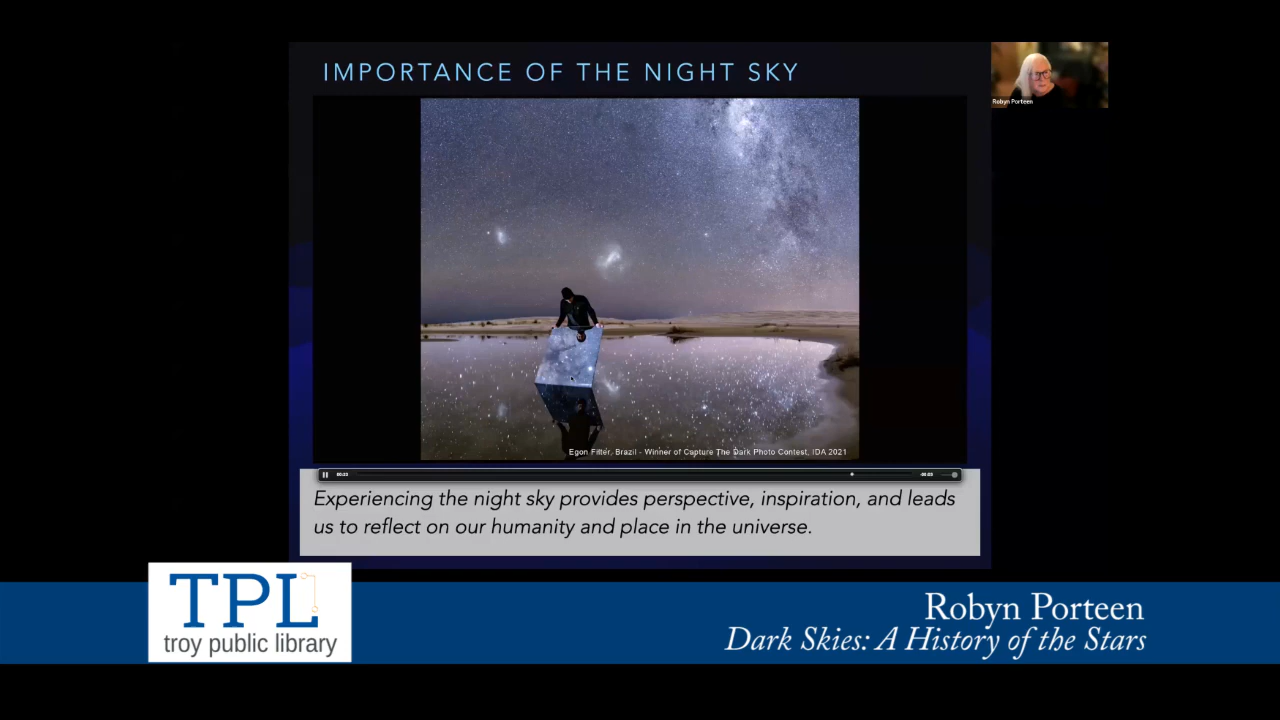 IMPORTANCE OF THE NIGHT SKY
Robyn Porteen
Egon Filter, Brazil - Winner of Capture The Dark Photo Contest, IDA 2021
Experiencing the night sky provides perspective, inspiration, and leads
us to reflect on our humanity and place in the universe.
TPL
troy public library
Robyn Porteen
Dark Skies: A History of the Stars